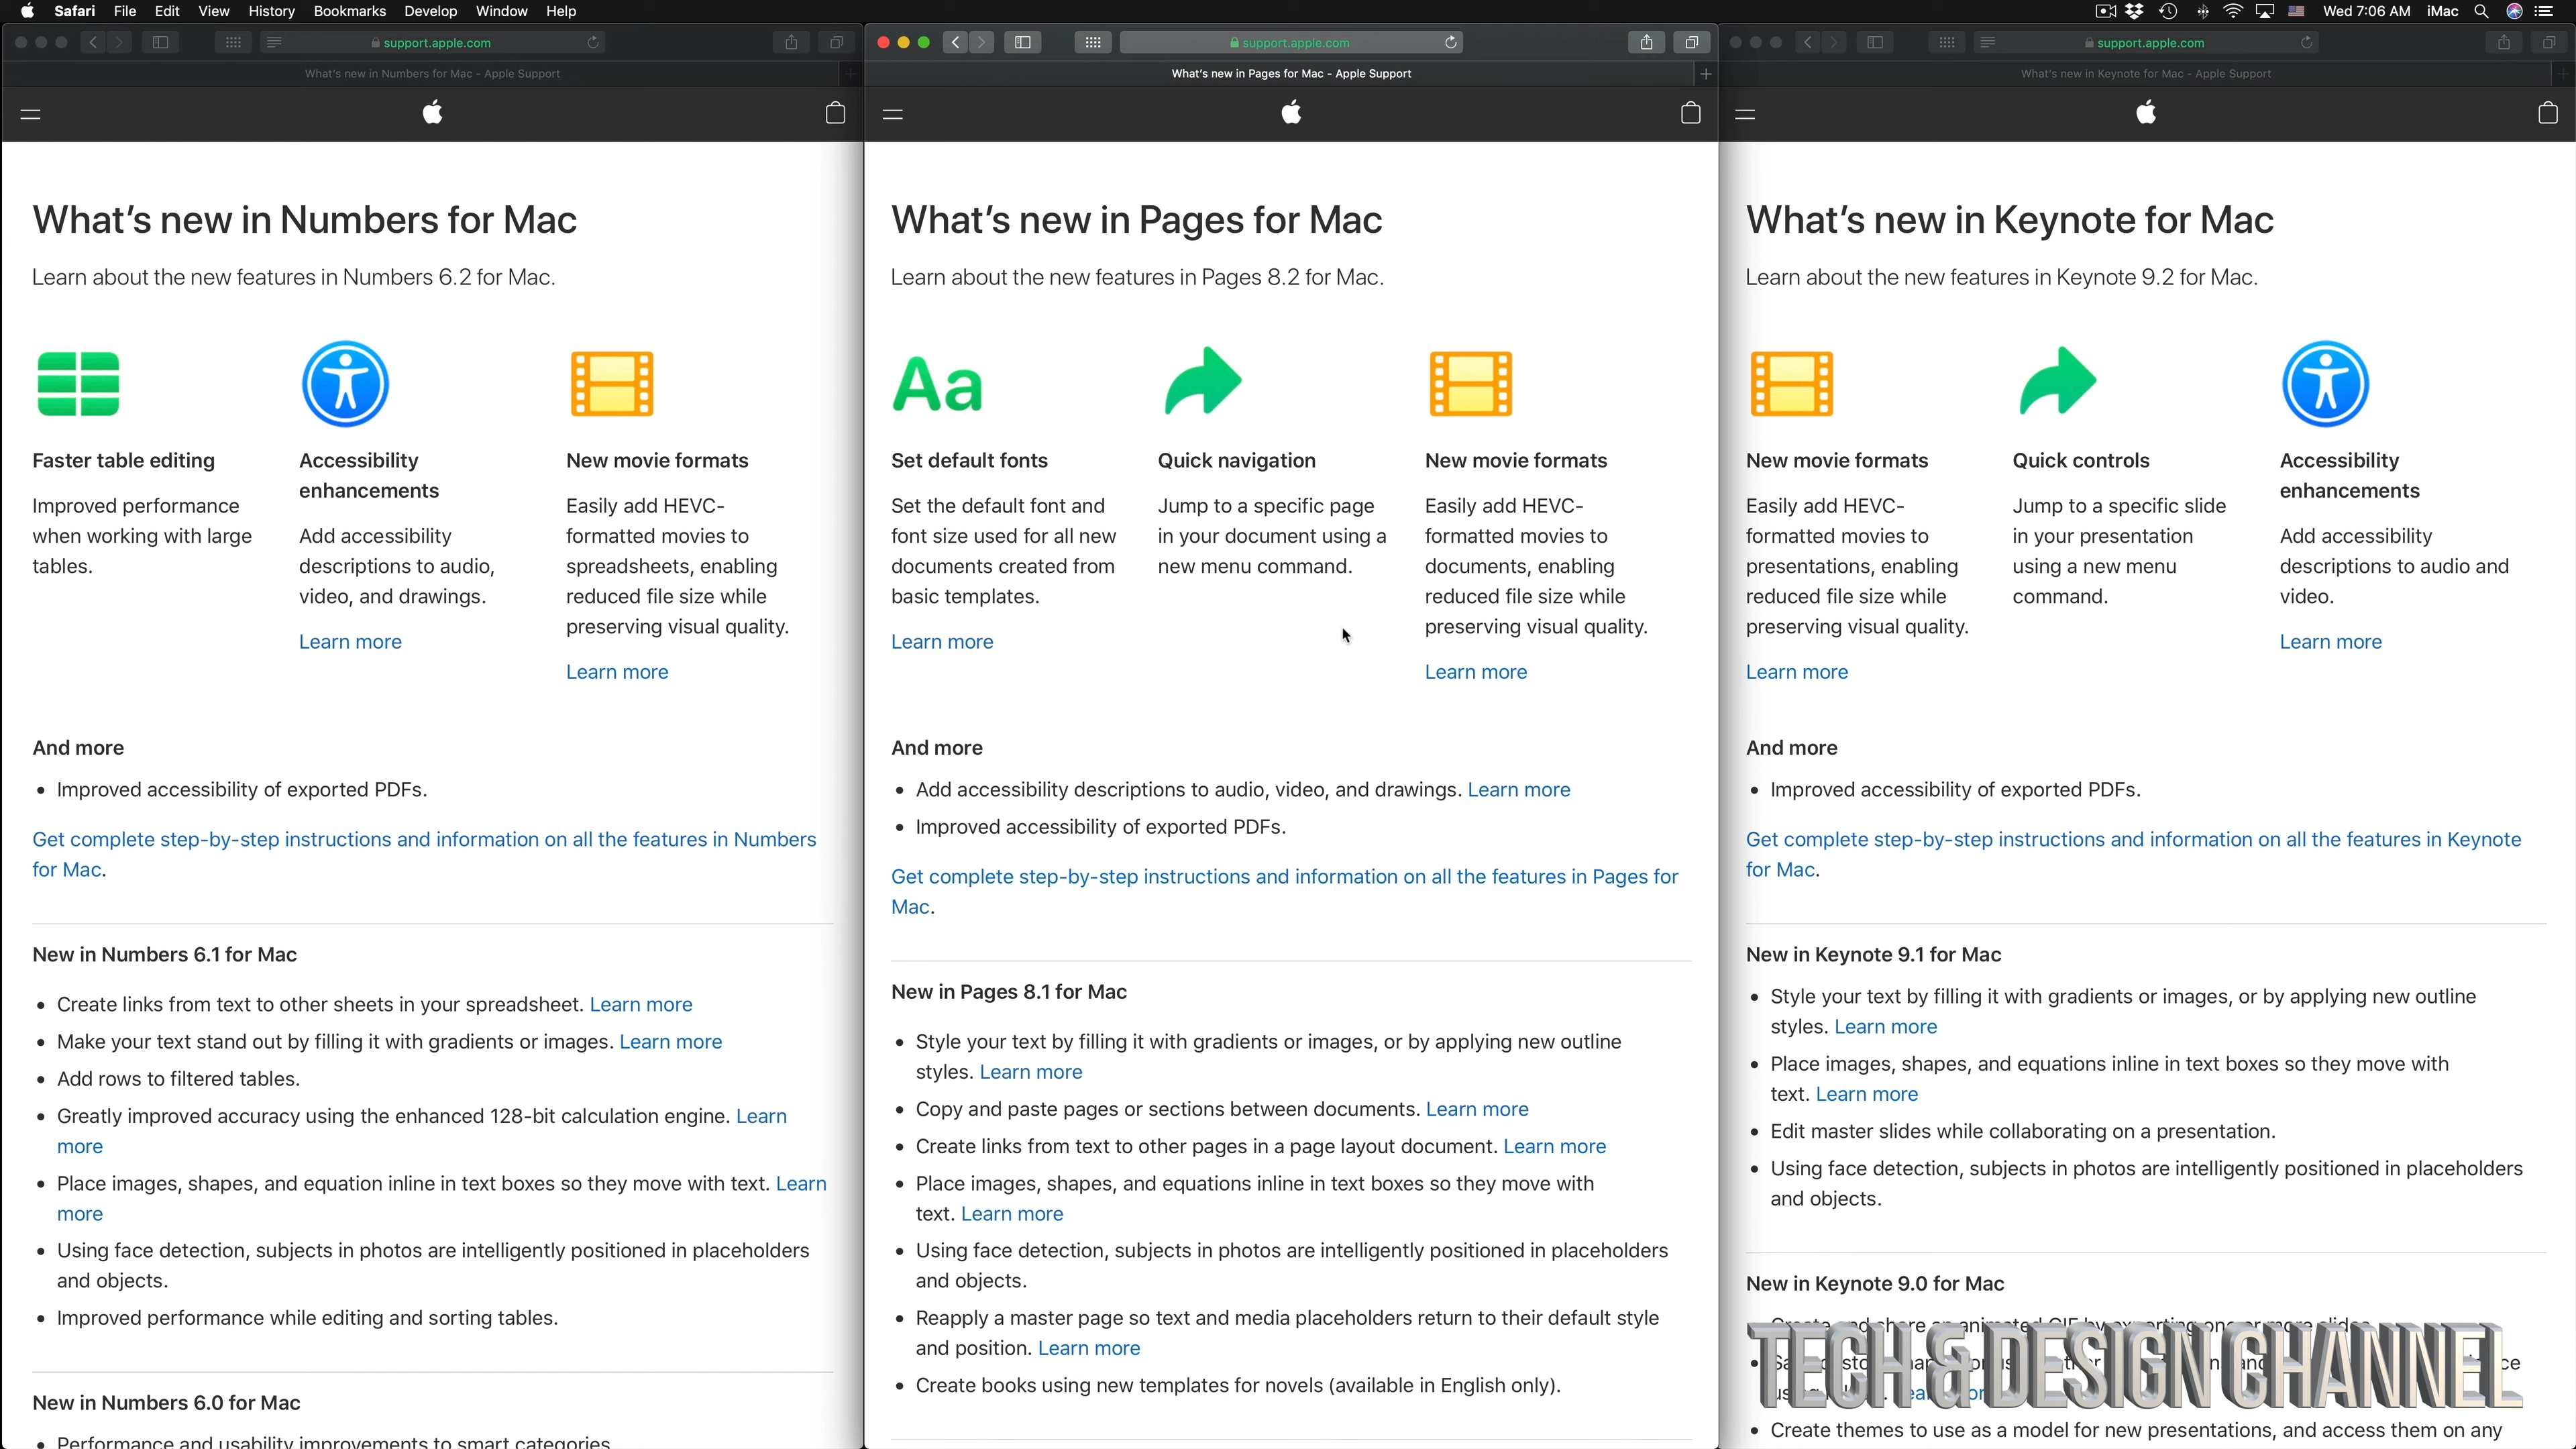 Safari File Edit View History Bookmarks Develop Window Help
Wed 7:06 AM iMac
support.apple.com
What's new in Numbers for Mac - Apple Support
What's new in Numbers for Mac
Learn about the new features in Numbers 6.2 for Mac.
Faster table editing
Improved performance
when working with large
tables.
Accessibility
enhancements
Add accessibility
descriptions to audio,
video, and drawings.
Learn more
New movie formats
Easily add HEVC-
formatted movies to
spreadsheets, enabling
reduced file size while
preserving visual quality.
Learn more
And more
• Improved accessibility of exported PDFs.
Get complete step-by-step instructions and information on all the features in Numbers
for Mac.
New in Numbers 6.1 for Mac
• Create links from text to other sheets in your spreadsheet. Learn more
• Make your text stand out by filling it with gradients or images. Learn more
• Add rows to filtered tables.
• Greatly improved accuracy using the enhanced 128-bit calculation engine. Learn
more
• Place images, shapes, and equation inline in text boxes so they move with text. Learn
more
• Using face detection, subjects in photos are intelligently positioned in placeholders
and objects.
• Improved performance while editing and sorting tables.
New in Numbers 6.0 for Mac
• Performance and usability improvements to smart categories
support.apple.com
What's new in Pages for Mac - Apple Support
What's new in Pages for Mac
Learn about the new features in Pages 8.2 for Mac.
Aa
Set default fonts
Set the default font and
font size used for all new
documents created from
basic templates.
Learn more
Quick navigation
Jump to a specific page
in your document using a
new menu command.
New movie formats
Easily add HEVC-
formatted movies to
documents, enabling
reduced file size while
preserving visual quality.
Learn more
And more
• Add accessibility descriptions to audio, video, and drawings. Learn more
• Improved accessibility of exported PDFs.
Get complete step-by-step instructions and information on all the features in Pages for
Mac.
New in Pages 8.1 for Mac
• Style your text by filling it with gradients or images, or by applying new outline
styles. Learn more
• Copy and paste pages or sections between documents. Learn more
• Create links from text to other pages in a page layout document. Learn more
• Place images, shapes, and equations inline in text boxes so they move with
text. Learn more
• Using face detection, subjects in photos are intelligently positioned in placeholders
and objects.
• Reapply a master page so text and media placeholders return to their default style
and position. Learn more
• Create books using new templates for novels (available in English only).
support.apple.com
What's new in Keynote for Mac - Apple Support
What's new in Keynote for Mac
Learn about the new features in Keynote 9.2 for Mac.
New movie formats
Easily add HEVC-
formatted movies to
presentations, enabling
reduced file size while
preserving visual quality.
Learn more
Quick controls
Jump to a specific slide
in your presentation
using a new menu
command.
Accessibility
enhancements
Add accessibility
descriptions to audio and
video.
Learn more
And more
• Improved accessibility of exported PDFs.
Get complete step-by-step instructions and information on all the features in Keynote
for Mac.
New in Keynote 9.1 for Mac
• Style your text by filling it with gradients or images, or by applying new outline
styles. Learn more
• Place images, shapes, and equations inline in text boxes so they move with
text. Learn more
• Edit master slides while collaborating on a presentation.
• Using face detection, subjects in photos are intelligently positioned in placeholders
and objects.
New in Keynote 9.0 for Mac
• Create and share an animated GIF by exporting one or more slides.
TECH & DESIGN CHANNEL
• Create themes to use as a model for new presentations, and access them on any